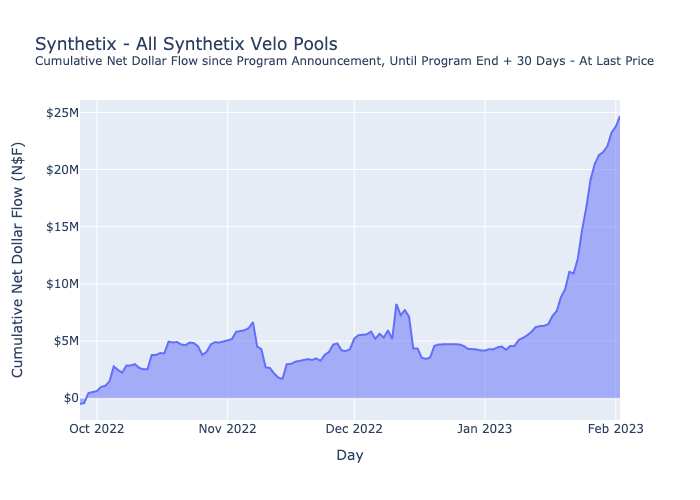 Synthetix - All Synthetix Velo Pools
Cumulative Net Dollar Flow since Program Announcement, Until Program End + 30 Days - At Last Price
Cumulative Net Dollar Flow (N$F)
$25M
$20M
$15M
$10M
$5M
$0
Oct 2022
Nov 2022
Dec 2022
Jan 2023
Feb 2023
Day